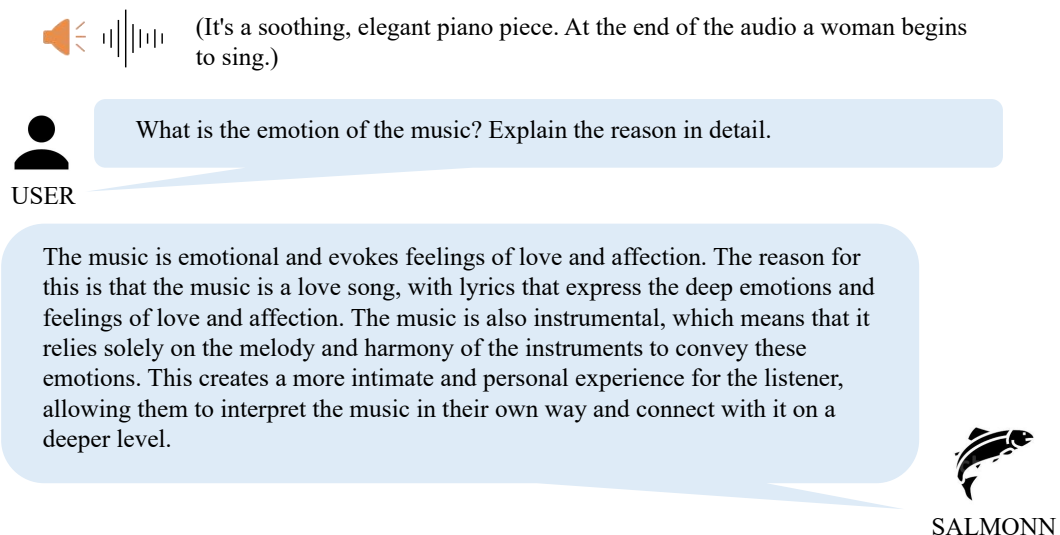 (It's a soothing, elegant piano piece. At the end of the audio a woman begins
to sing.)
What is the emotion of the music? Explain the reason in detail.
USER
The music is emotional and evokes feelings of love and affection. The reason for
this is that the music is a love song, with lyrics that express the deep emotions and
feelings of love and affection. The music is also instrumental, which means that it
relies solely on the melody and harmony of the instruments to convey these
emotions. This creates a more intimate and personal experience for the listener,
allowing them to interpret the music in their own way and connect with it on a
deeper level.
SALMONN